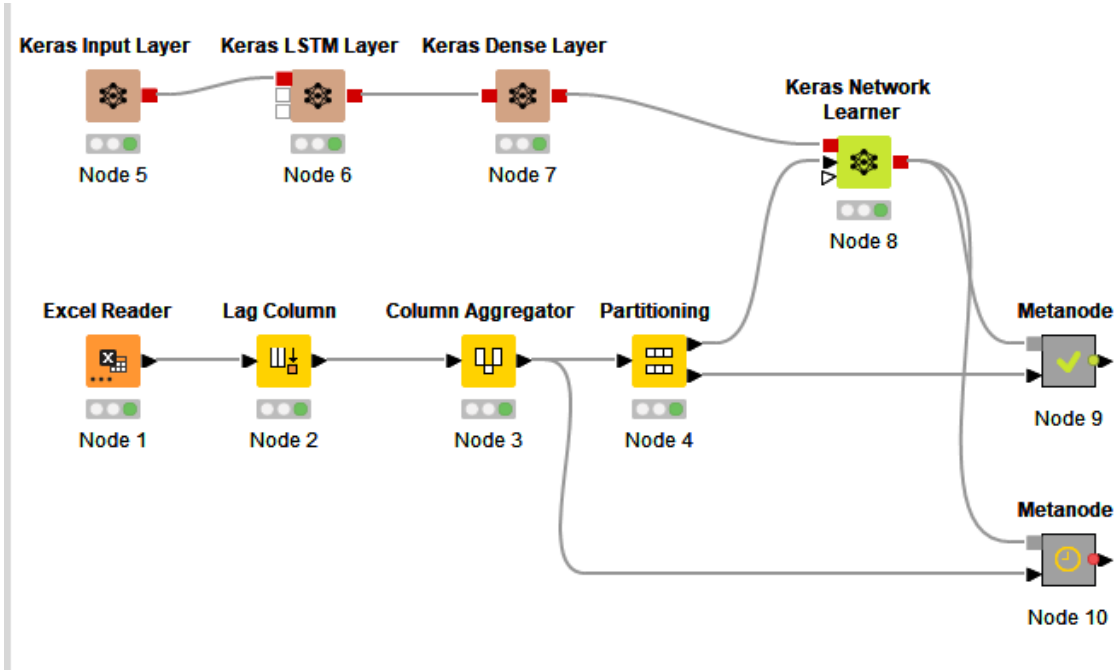 Keras Input Layer
Keras LSTM Layer
Keras Dense Layer
Keras Network
Learner
Node 5
Node 6
Node 7
Node 8
Excel Reader
Lag Column
Column Aggregator
Partitioning
Metanode
Node 1
Node 2
Node 3
Node 4
Node 9
Metanode
Node 10